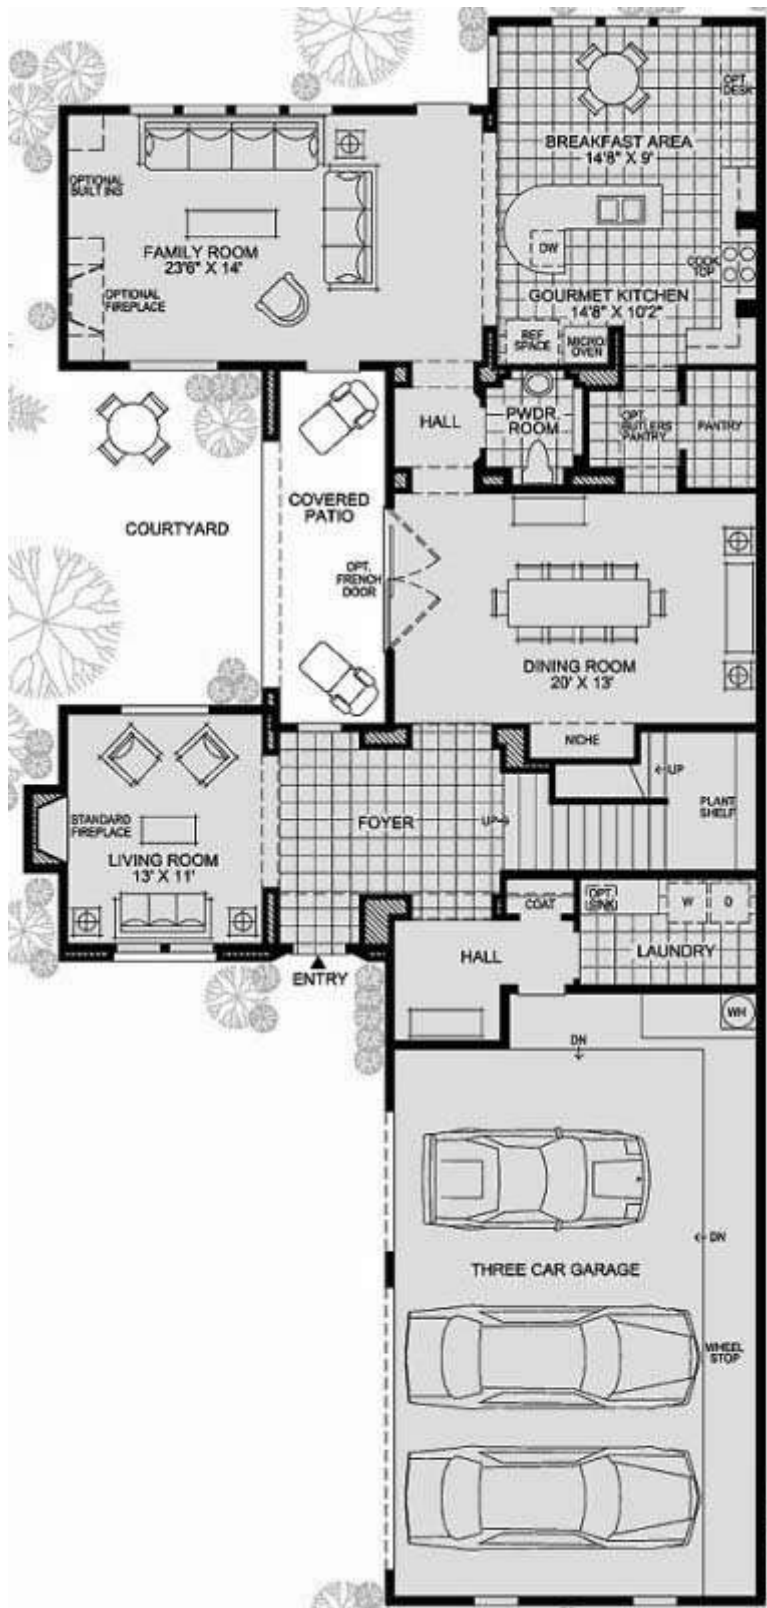 OPT.
DESK
BREAKFAST AREA
14'8" X 9'
OPTIONAL
BUILT INS
FAMILY ROOM
23'6" X 14'
OPTIONAL
FIREPLACE
DW
COOK
TOP
GOURMET KITCHEN
14'8" X 10'2"
REF
SPACE
MICRO/
OVEN
HALL
PWDR.
ROOM
OPT.
BUTLERS
PANTRY
PANTRY
COURTYARD
COVERED
PATIO
OPT.
FRENCH
DOOR
DINING ROOM
20' X 13'
NICHE
UP
PLANT
SHELF
STANDARD
FIREPLACE
LIVING ROOM
13' X 11'
FOYER
UP
COAT
OPT.
SINK
W
D
HALL
LAUNDRY
ENTRY
WH
DN
DN
THREE CAR GARAGE
WHEEL
STOP